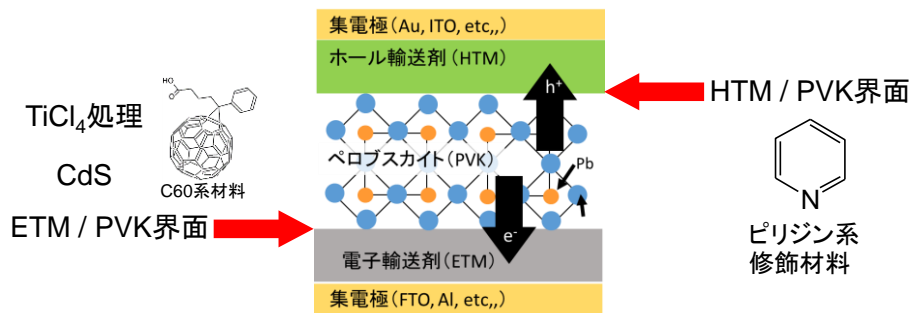 集電極(Au, ITO, etc,,)
ホール輸送剤(HTM)
h⁺
HTM / PVK界面
HO
O
TiCl₄処理
CdS
C60系材料
ETM / PVK界面
ペロブスカイト(PVK)
Pb
e⁻
電子輸送剤(ETM)
集電極(FTO, Al, etc,,)
N
ピリジン系
修飾材料